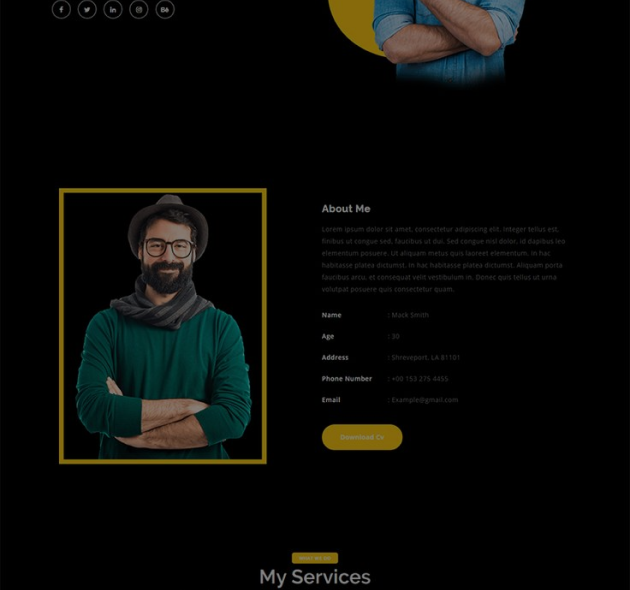 Bē
About Me
Lorem ipsum dolor sit amet, consectetur adipiscing elit. Integer tellus est,
finibus ut congue sed, faucibus ut dui. Sed congue nisl dolor, id dapibus leo
elementum posuere. Ut aliquam metus quis laoreet elementum. In hac
habitasse platea dictumst. In hac habitasse platea dictumst. Aliquam porta
faucibus arcu, et consequat velit vestibulum in. Donec quis tellus ut urna
volutpat posuere quis consectetur quam.
Name : Mack Smith
Age : 30
Address : Shreveport, LA 81101
Phone Number : +00 153 275 4455
Email : Example@gmail.com
Download Cv
My Services